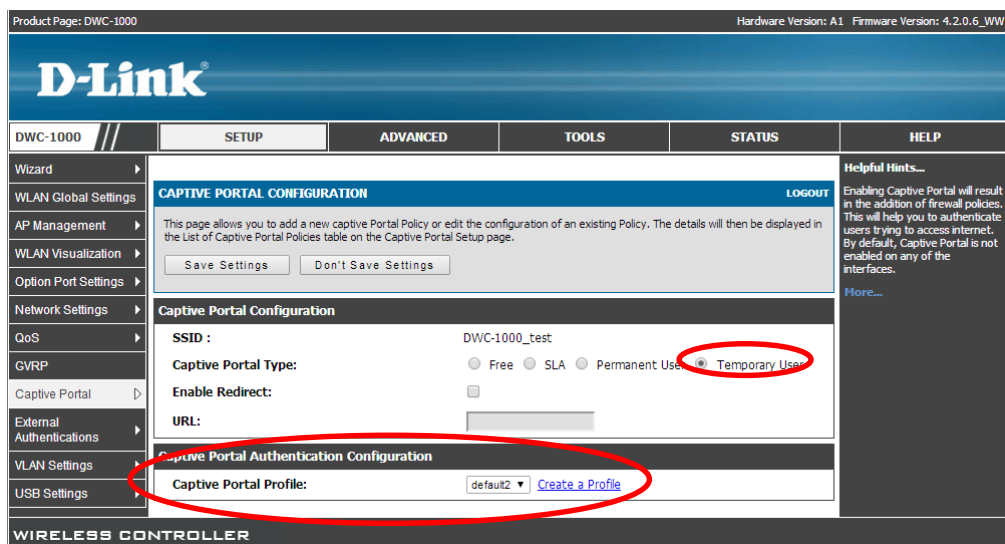 Product Page: DWC-1000 Hardware Version: A1 Firmware Version: 4.2.0.6_WW
D-Link®
DWC-1000 SETUP ADVANCED TOOLS STATUS HELP
Wizard
WLAN Global Settings
AP Management
WLAN Visualization
Option Port Settings
Network Settings
QoS
GVRP
Captive Portal
External
Authentications
VLAN Settings
USB Settings
CAPTIVE PORTAL CONFIGURATION LOGOUT
This page allows you to add a new captive Portal Policy or edit the configuration of an existing Policy. The details will then be displayed in
the List of Captive Portal Policies table on the Captive Portal Setup page.
Save Settings Don't Save Settings
Captive Portal Configuration
SSID : DWC-1000_test
Captive Portal Type: Free SLA Permanent User Temporary User
Enable Redirect:
URL:
Captive Portal Authentication Configuration
Captive Portal Profile: default2 Create a Profile
Helpful Hints...
Enabling Captive Portal will result
in the addition of firewall policies.
This will help you to authenticate
users trying to access internet.
By default, Captive Portal is not
enabled on any of the
interfaces.
More...
WIRELESS CONTROLLER